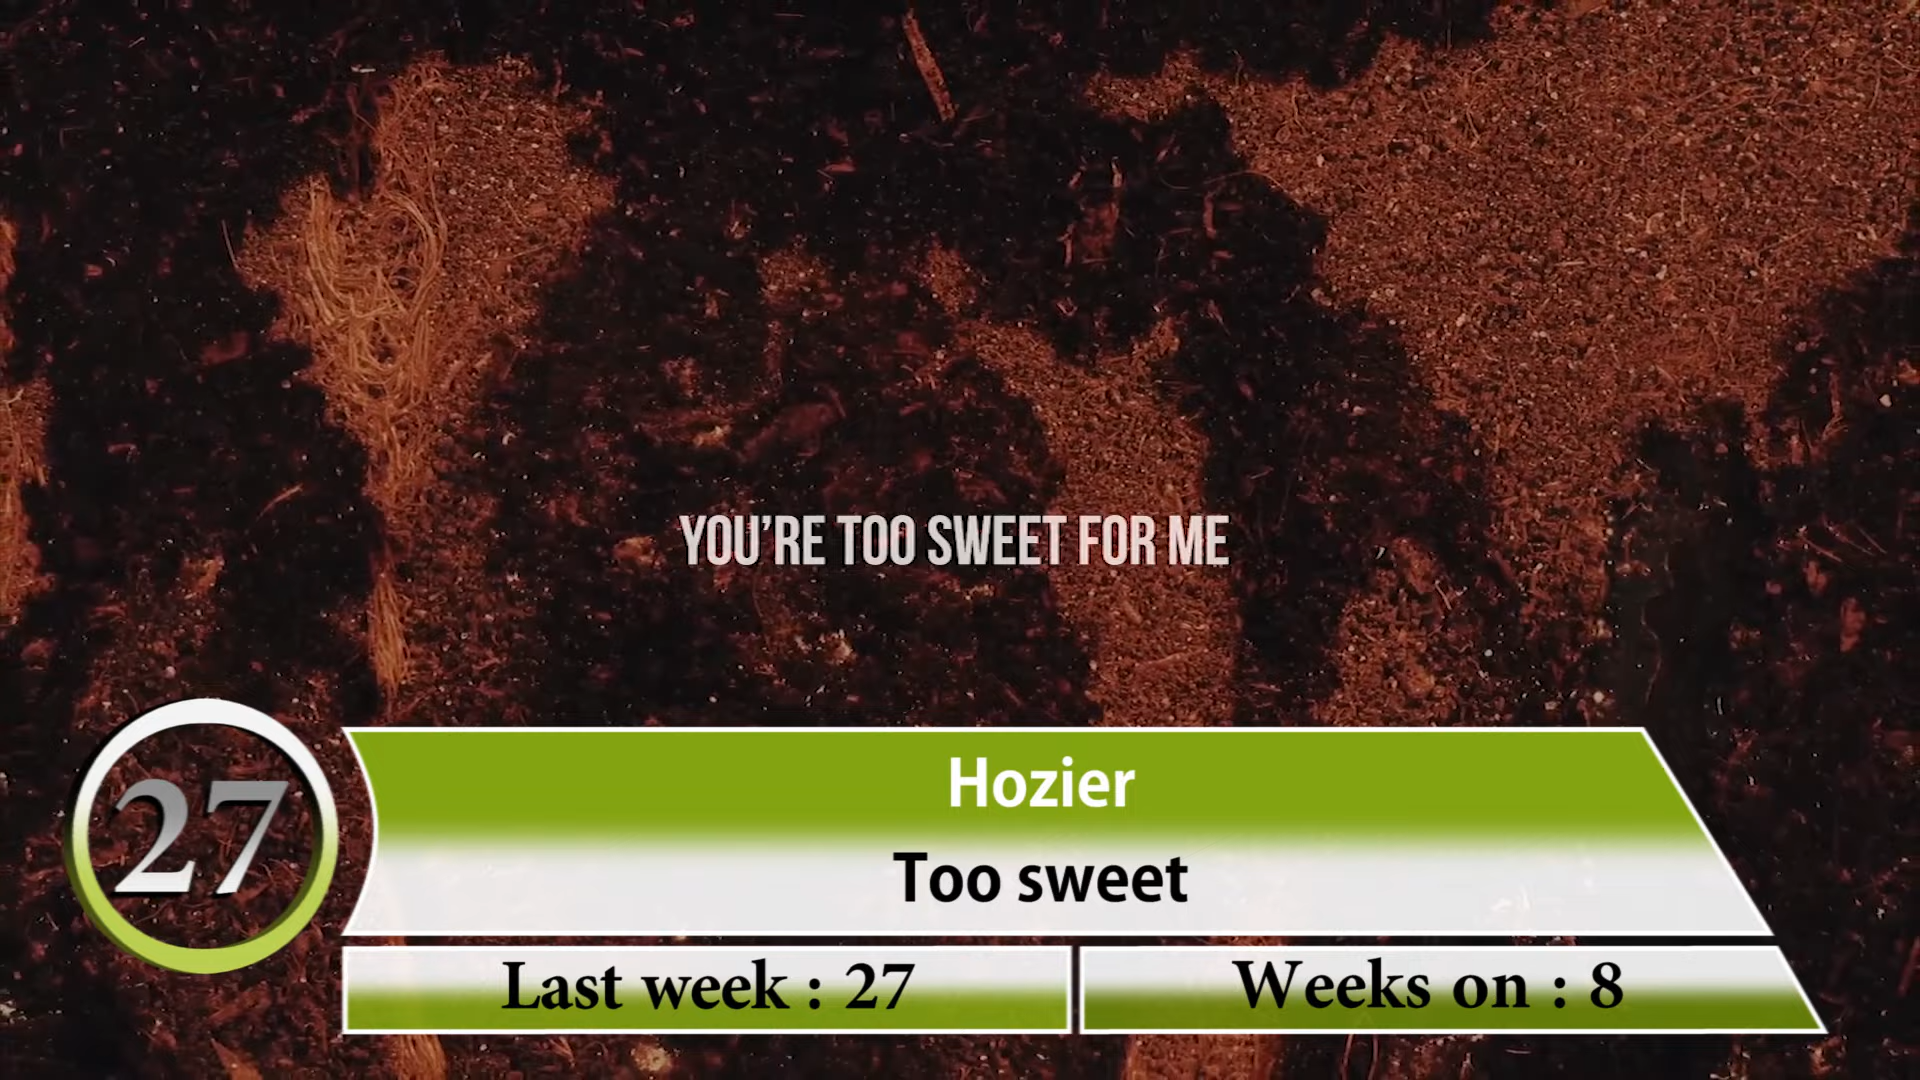 YOU'RE TOO SWEET FOR ME
27
Hozier
Too sweet
Last week : 27
Weeks on : 8